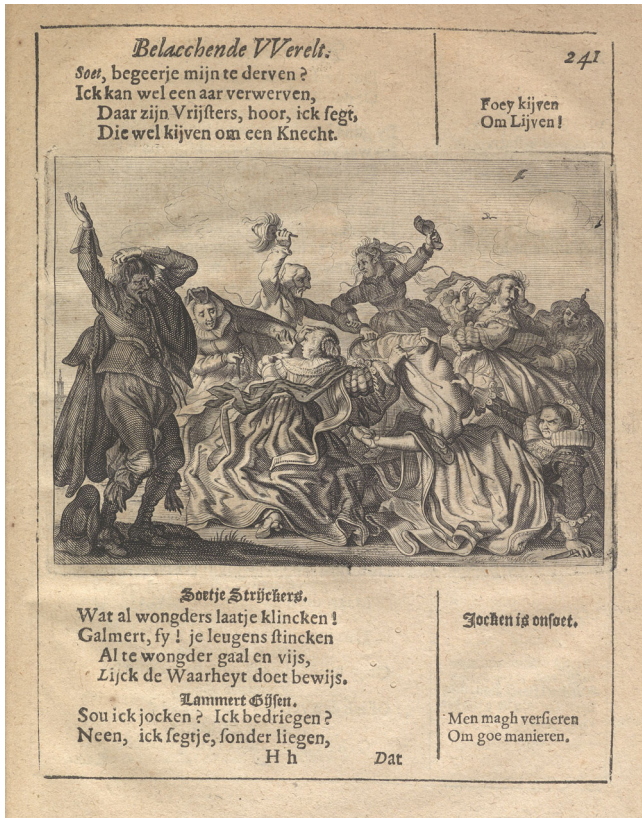 Belacchende VVerelt.
241
Soet, begeerje mijn te derven?
Ick kan wel een aar verwerven,
Daar zijn Vrijſters, hoor, ick ſegt,
Die wel kijven om een Knecht.
Foey kijven
Om Lijven!
Soetje Strijckers.
Wat al wongders laatje klincken!
Galmert, fy! je leugens ſtincken
Al te wongder gaal en vijs,
Lijck de Waarheyt doet bewijs.
Jocken is onſoet.
Lammert Gijſen.
Sou ick jocken? Ick bedriegen?
Neen, ick ſegtje, ſonder liegen,
Men magh verſieren
Om goe manieren.
H h
Dat